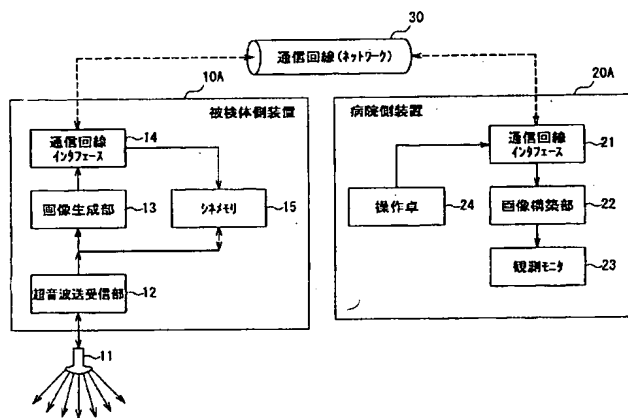 30
通信回線(ネットワーク)
10A
被検体側装置
通信回線
インタフェース
14
画像生成部
13
シネメモリ
15
超音波送受信部
12
11
20A
病院側装置
通信回線
インタフェース
21
操作卓
24
画像構築部
22
観測モニタ
23